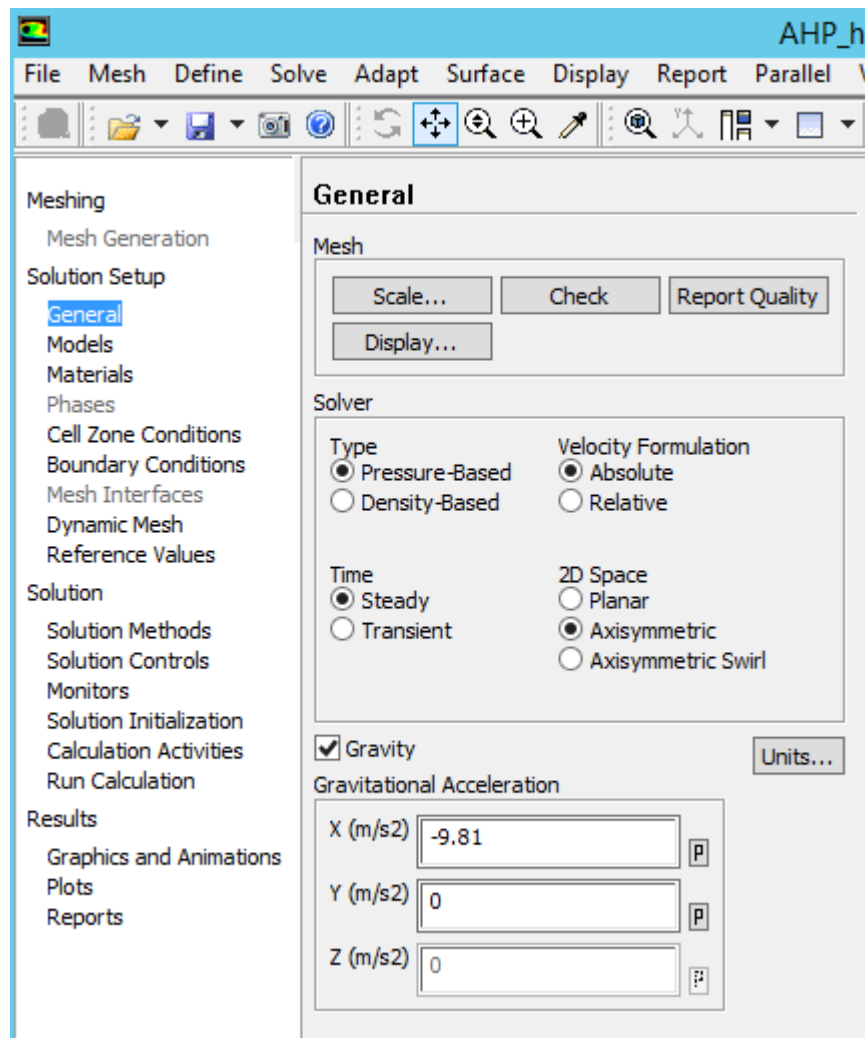 AHP_h
File Mesh Define Solve Adapt Surface Display Report Parallel
Meshing
Mesh Generation
Solution Setup
General
Models
Materials
Phases
Cell Zone Conditions
Boundary Conditions
Mesh Interfaces
Dynamic Mesh
Reference Values
Solution
Solution Methods
Solution Controls
Monitors
Solution Initialization
Calculation Activities
Run Calculation
Results
Graphics and Animations
Plots
Reports
General
Mesh
Scale... Check Report Quality
Display...
Solver
Type Velocity Formulation
Pressure-Based Absolute
Density-Based Relative
Time 2D Space
Steady Planar
Transient Axisymmetric
Axisymmetric Swirl
Gravity Units...
Gravitational Acceleration
X (m/s2) -9.81 P
Y (m/s2) 0 P
Z (m/s2) 0 P